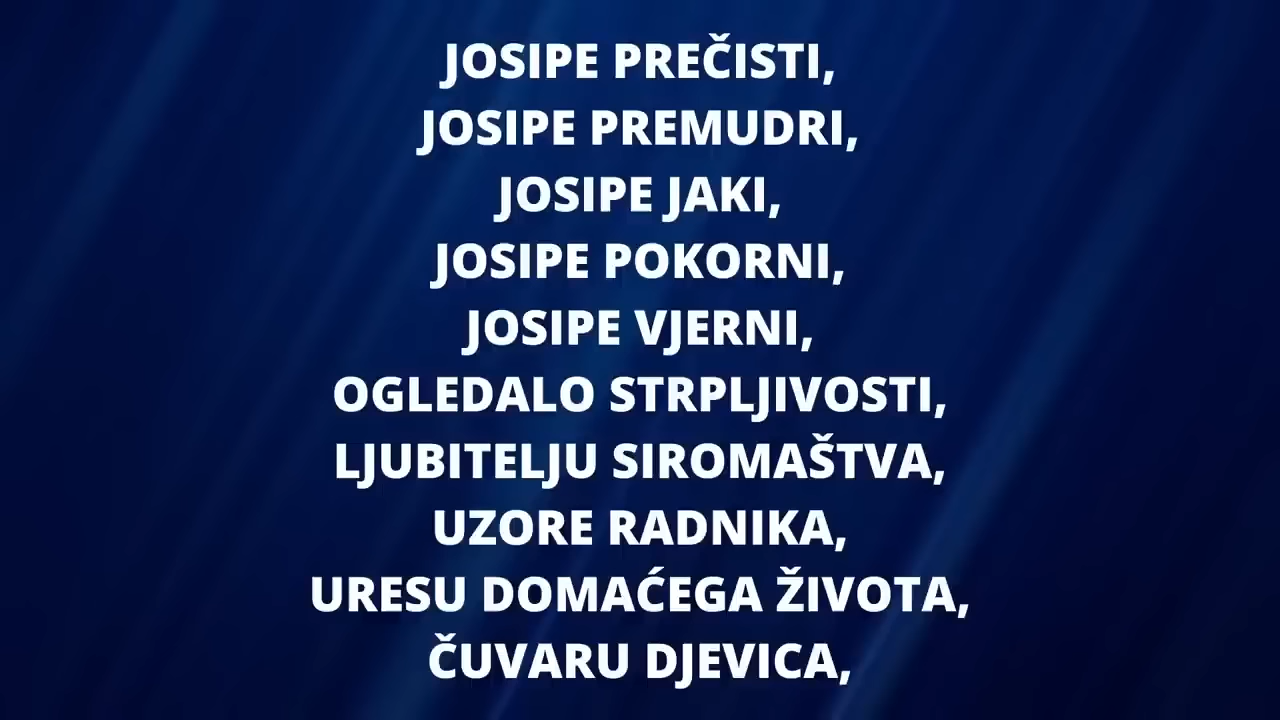 JOSIPE PREČISTI,
JOSIPE PREMUDRI,
JOSIPE JAKI,
JOSIPE POKORNI,
JOSIPE VJERNI,
OGLEDALO STRPLJIVOSTI,
LJUBITELJU SIROMAŠTVA,
UZORE RADNIKA,
URESU DOMAĆEGA ŽIVOTA,
ČUVARU DJEVICA,